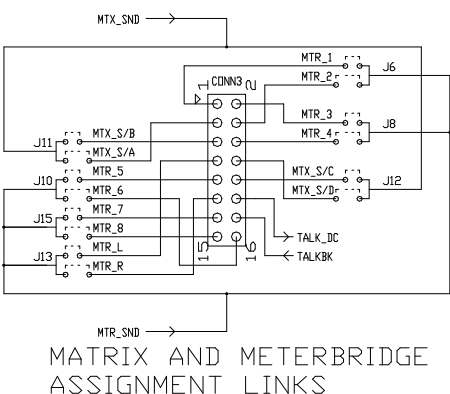 MTX_SND
MTR_1
J6
MTR_2
CONN3
1
2
MTR_3
J8
MTR_4
MTX_S/B
J11
MTX_S/A
MTX_S/C
J12
MTX_S/D
MTR_5
J10
MTR_6
MTR_7
J15
MTR_8
TALK_DC
MTR_L
J13
MTR_R
15
16
TALKBK
MTR_SND
MATRIX AND METERBRIDGE
ASSIGNMENT LINKS